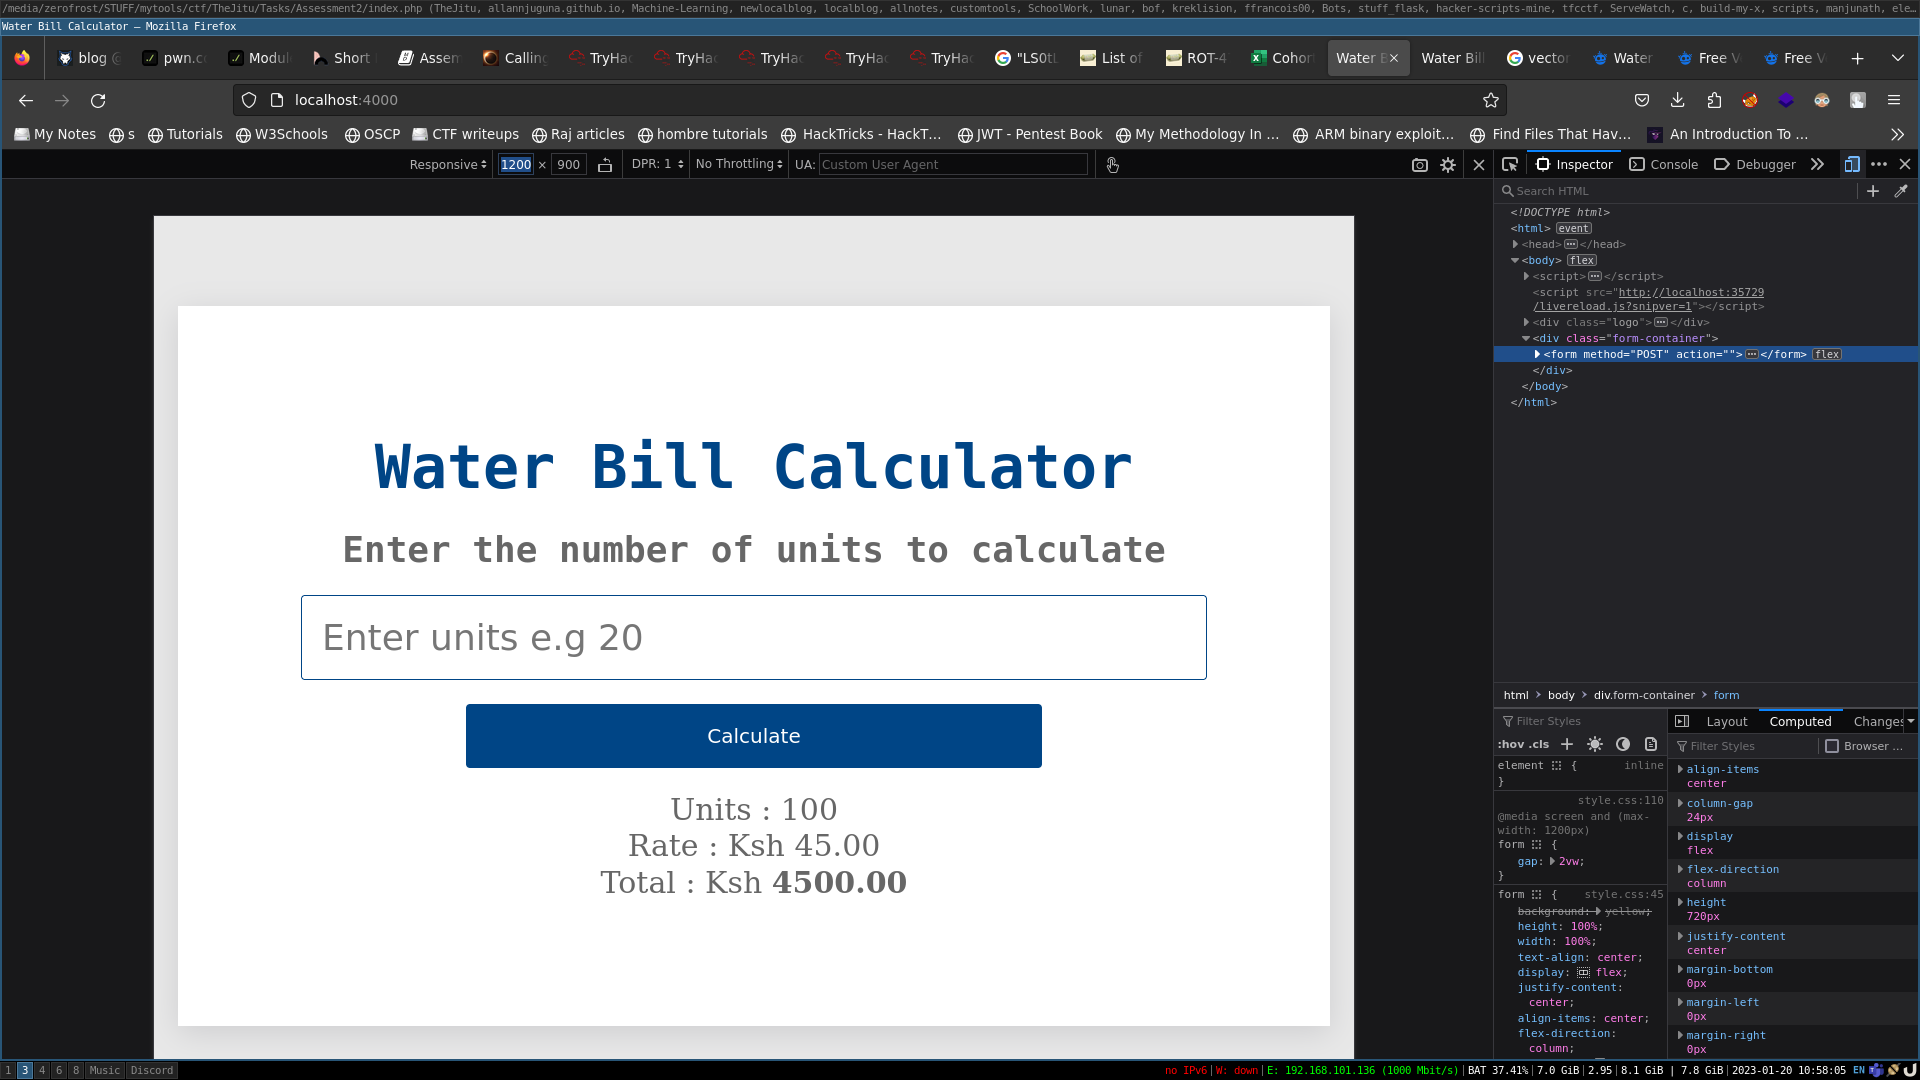 /media/zerofrost/STUFF/mytools/ctf/TheJitu/Tasks/Assessment2/index.php (TheJitu, allannjuguna.github.io, Machine-Learning, newlocalblog, localblog, allnotes, customtools, SchoolWork, lunar, bof, kreklision, ffrancois00, Bots, stuff_flask, hacker-scripts-mine, tfcctf, ServeWatch, c, build-my-x, scripts, manjunath, ele…
Water Bill Calculator — Mozilla Firefox
blog @ pwn.c Modul Short Assem Calling TryHac TryHac TryHac TryHac TryHac "LS0tL List of ROT-4 Cohor Water B Water Bill vector Water Free V Free V
localhost:4000
My Notes s Tutorials W3Schools OSCP CTF writeups Raj articles hombre tutorials HackTricks - HackT… JWT - Pentest Book My Methodology In … ARM binary exploit… Find Files That Hav… An Introduction To …
Responsive 1200 × 900 DPR: 1 No Throttling UA: Custom User Agent
Inspector Console Debugger
Search HTML
<!DOCTYPE html>
<html> event
<head> </head>
<body> flex
<script> </script>
<script src="http://localhost:35729
/livereload.js?snipver=1"></script>
<div class="logo"> </div>
<div class="form-container">
<form method="POST" action=""> </form> flex
</div>
</body>
</html>
Water Bill Calculator
Enter the number of units to calculate
Enter units e.g 20
Calculate
Units : 100
Rate : Ksh 45.00
Total : Ksh 4500.00
html > body > div.form-container > form
Filter Styles
:hov .cls
element { inline
}
style.css:110
@media screen and (max-
width: 1200px)
form {
gap: 2vw;
}
form { style.css:45
background: yellow;
height: 100%;
width: 100%;
text-align: center;
display: flex;
justify-content:
center;
align-items: center;
flex-direction:
column;
Layout Computed Changes
Filter Styles Browser ...
align-items
center
column-gap
24px
display
flex
flex-direction
column
height
720px
justify-content
center
margin-bottom
0px
margin-left
0px
margin-right
0px
1 3 4 6 8 Music Discord
no IPv6 | W: down | E: 192.168.101.136 (1000 Mbit/s) | BAT 37.41% | 7.0 GiB | 2.95 | 8.1 GiB | 7.8 GiB | 2023-01-20 10:58:05 EN